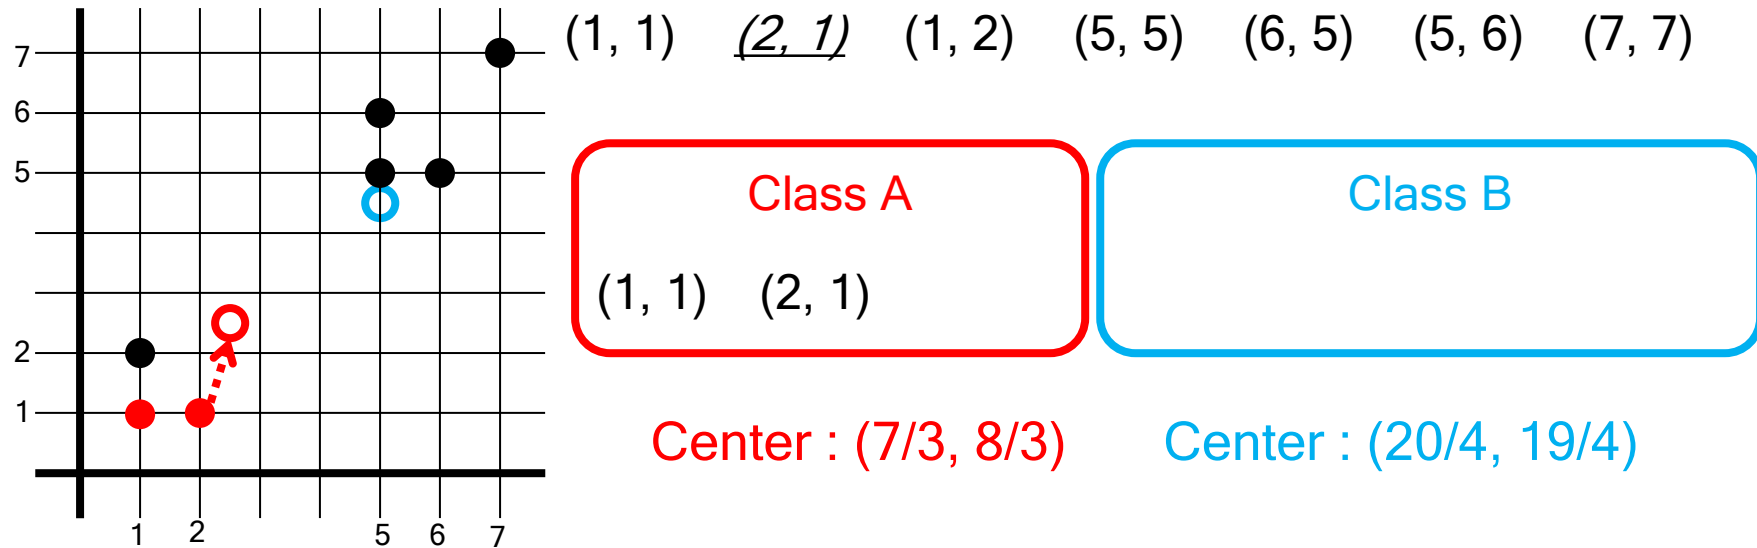 (1, 1) (2, 1) (1, 2) (5, 5) (6, 5) (5, 6) (7, 7)
7
6
5
2
1
1 2 5 6 7
Class A
(1, 1) (2, 1)
Class B
Center : (7/3, 8/3)
Center : (20/4, 19/4)